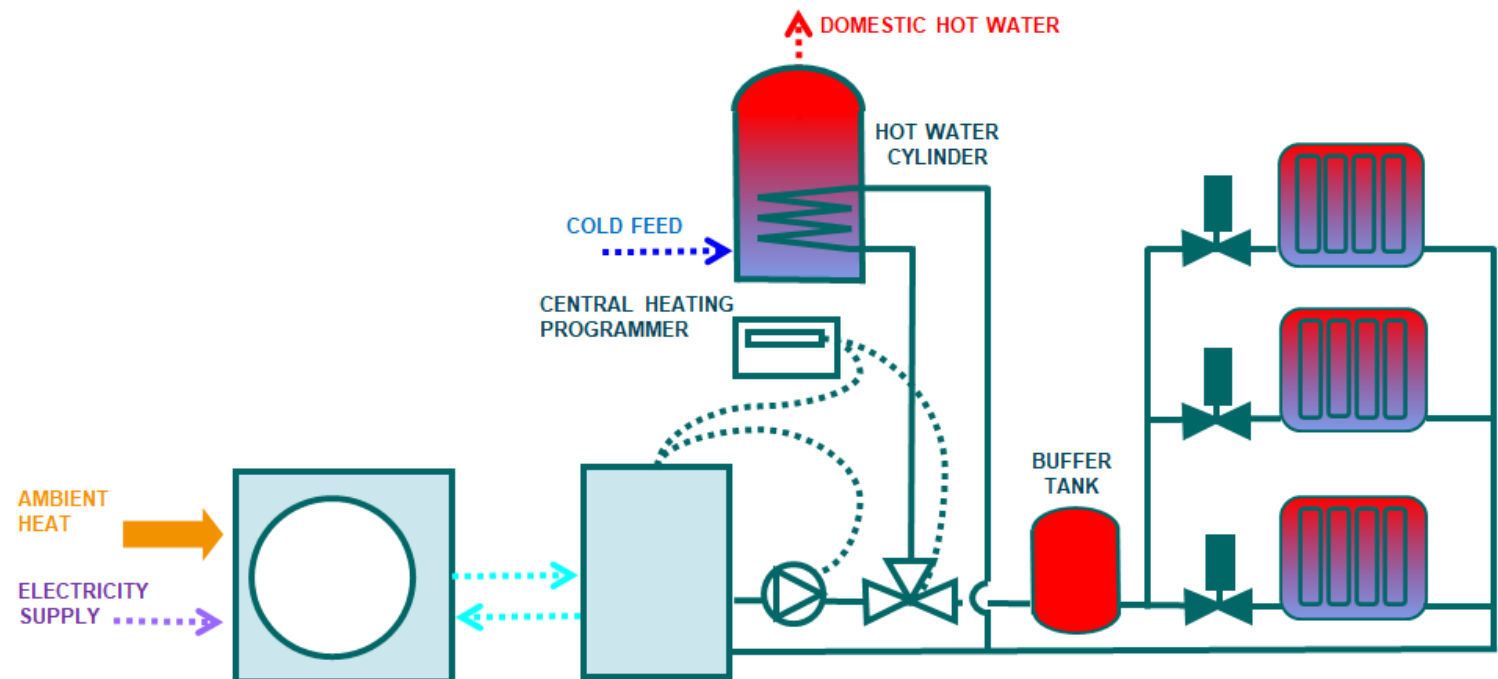 DOMESTIC HOT WATER
HOT WATER
CYLINDER
COLD FEED
CENTRAL HEATING
PROGRAMMER
BUFFER
TANK
AMBIENT
HEAT
ELECTRICITY
SUPPLY